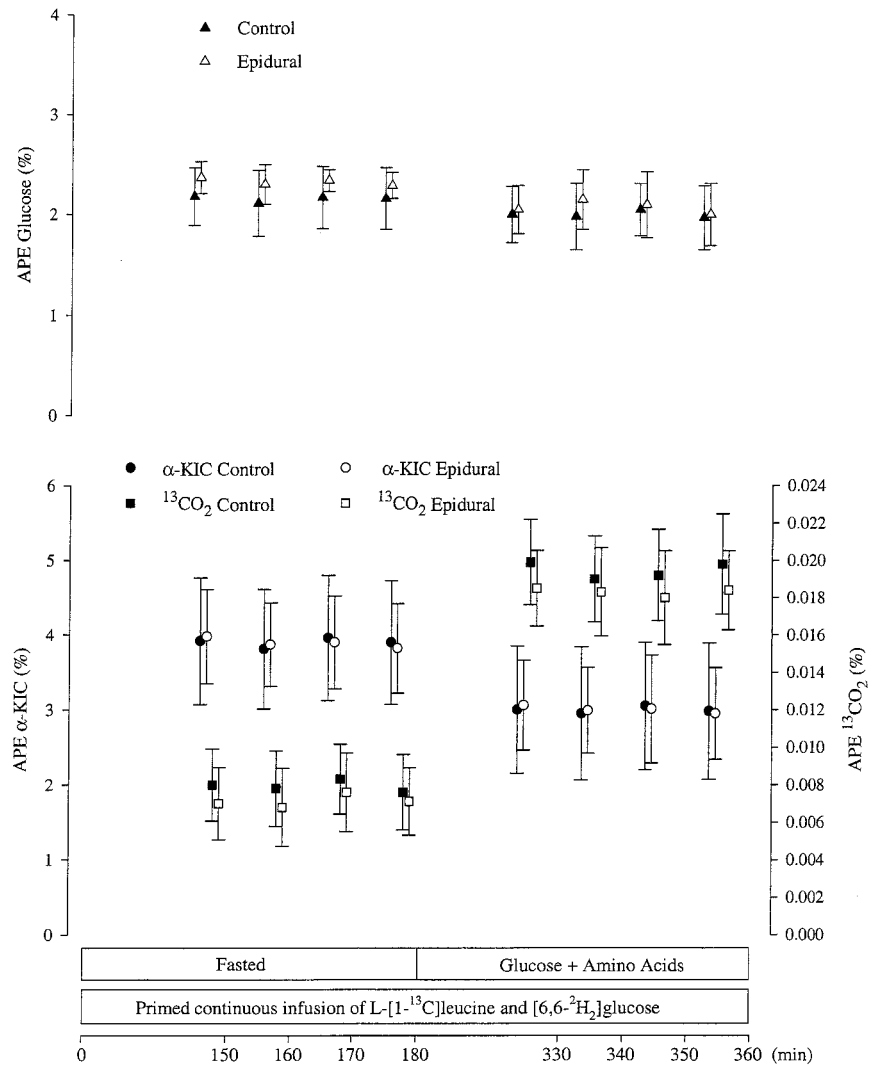 4
3
2
1
0
APE Glucose (%)
▲ Control
△ Epidural
● α-KIC Control ○ α-KIC Epidural
■ ¹³CO₂ Control □ ¹³CO₂ Epidural
6
5
4
3
2
1
0
APE α-KIC (%)
0.024
0.022
0.020
0.018
0.016
0.014
0.012
0.010
0.008
0.006
0.004
0.002
0.000
APE ¹³CO₂ (%)
Fasted Glucose + Amino Acids
Primed continuous infusion of L-[1-¹³C]leucine and [6,6-²H₂]glucose
0 150 160 170 180 330 340 350 360 (min)